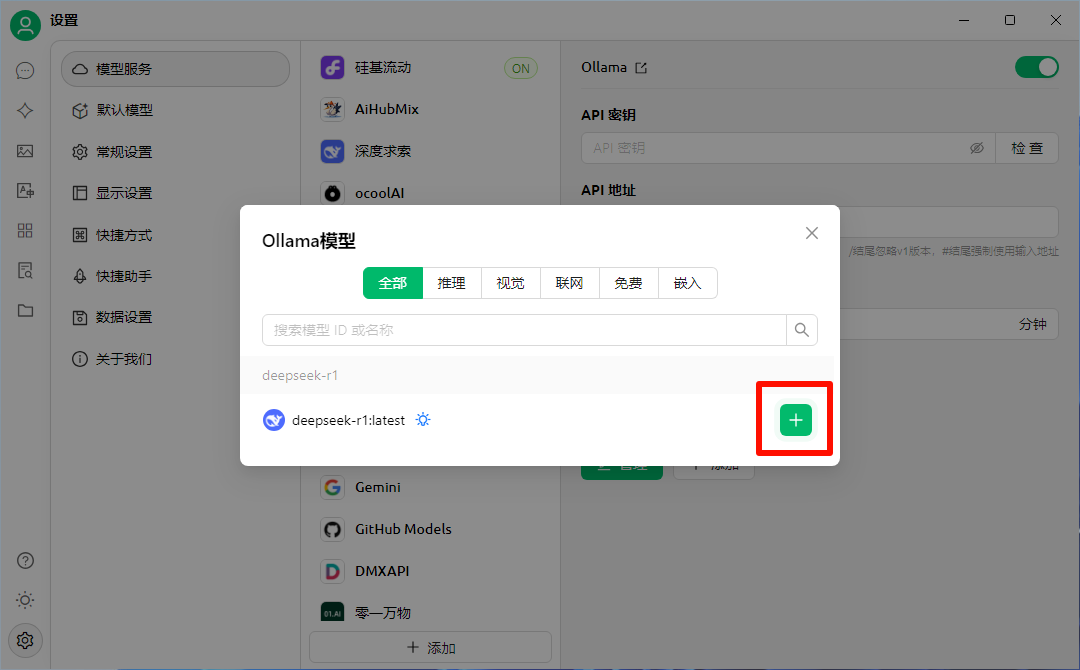 设置
模型服务
默认模型
常规设置
显示设置
快捷方式
快捷助手
数据设置
关于我们
硅基流动
ON
AiHubMix
深度求索
ocoolAI
Gemini
GitHub Models
DMXAPI
01.AI
零一万物
添加
Ollama
API 密钥
API 密钥
检 查
API 地址
/结尾忽略v1版本，#结尾强制使用输入地址
分钟
管理
添加
Ollama模型
全部
推理
视觉
联网
免费
嵌入
搜索模型 ID 或名称
deepseek-r1
deepseek-r1:latest